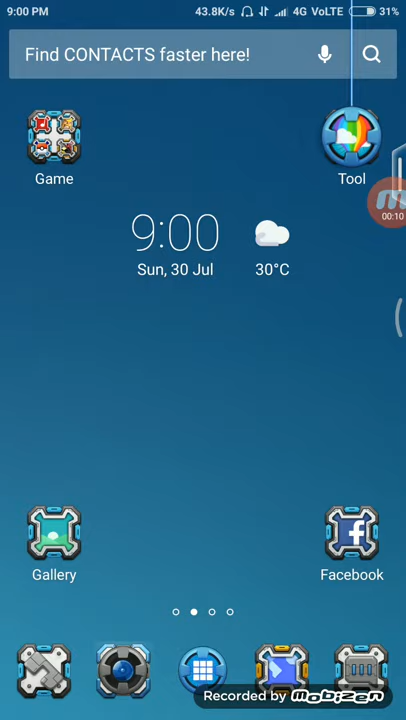 9:00 PM 43.8K/s 4G VoLTE 31%
Find CONTACTS faster here!
Game
Tool
00:10
9:00
Sun, 30 Jul
30°C
Gallery
Facebook
Recorded by mobizen